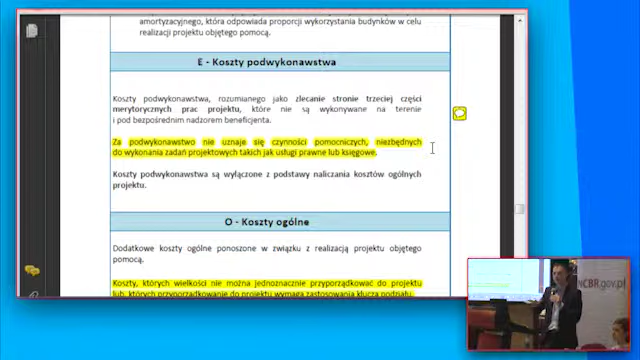 amortyzacyjnego, która odpowiada proporcji wykorzystania budynków w celu
realizacji projektu objętego pomocą.
E - Koszty podwykonawstwa
Koszty podwykonawstwa, rozumianego jako zlecanie stronie trzeciej części
merytorycznych prac projektu, które nie są wykonywane na terenie
i pod bezpośrednim nadzorem beneficjenta.
Za podwykonawstwo nie uznaje się czynności pomocniczych, niezbędnych
do wykonania zadań projektowych takich jak usługi prawne lub księgowe.
Koszty podwykonawstwa są wyłączone z podstawy naliczania kosztów ogólnych
projektu.
O - Koszty ogólne
Dodatkowe koszty ogólne ponoszone w związku z realizacją projektu objętego
pomocą.
Koszty, których wielkości nie można jednoznacznie przyporządkować do projektu
lub, których przyporządkowanie do projektu wymaga zastosowania klucza podziału.
NCBR.gov.pl